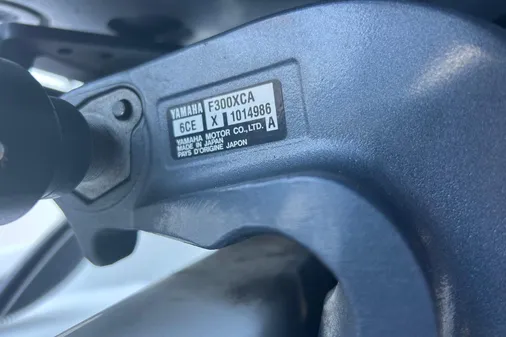 YAMAHA F300XCA
6CE X 1014986
YAMAHA MOTOR CO., LTD. A
MADE IN JAPAN
PAYS D'ORIGINE JAPON